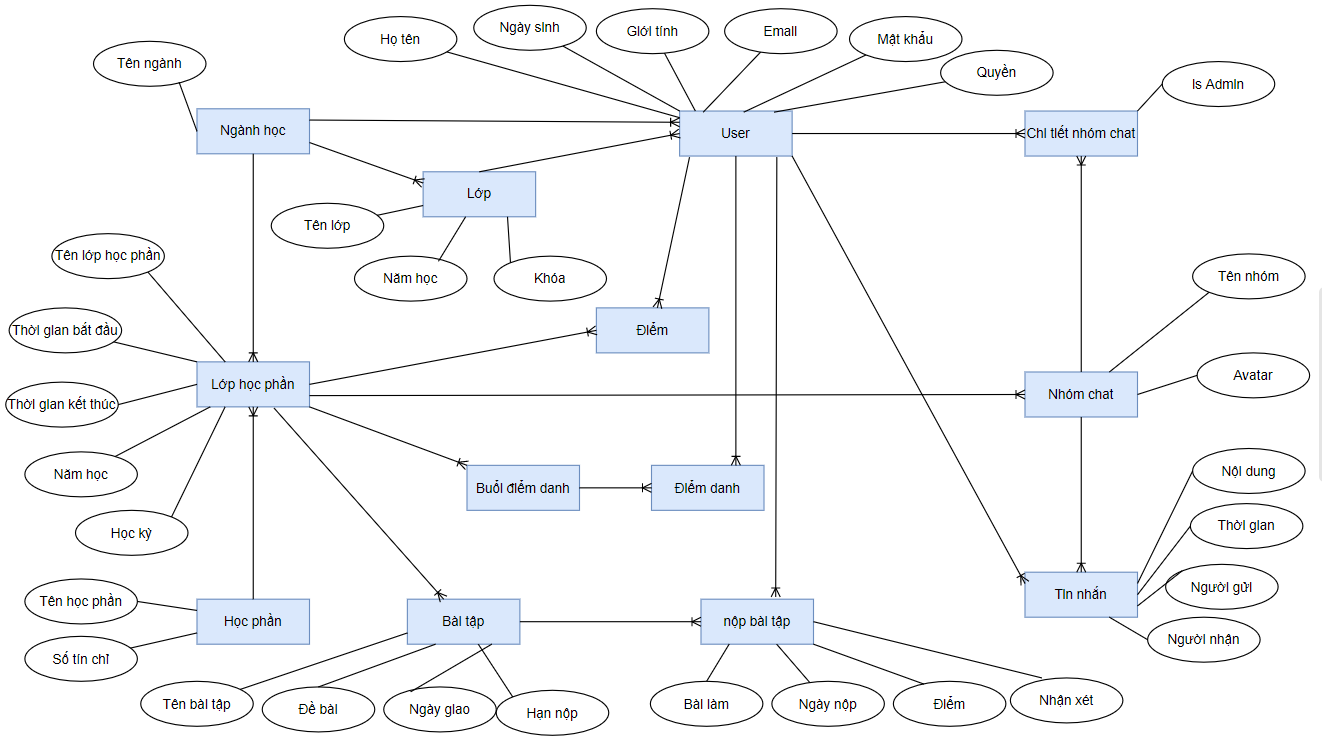 Họ tên
Ngày sinh
Giới tính
Email
Mật khẩu
Quyền
Tên ngành
Is Admin
Ngành học
User
Chi tiết nhóm chat
Lớp
Tên lớp
Năm học
Khóa
Tên lớp học phần
Tên nhóm
Thời gian bắt đầu
Điểm
Avatar
Lớp học phần
Nhóm chat
Thời gian kết thúc
Năm học
Buổi điểm danh
Điểm danh
Nội dung
Học kỳ
Thời gian
Người gửi
Tin nhắn
Tên học phần
Học phần
Bài tập
nộp bài tập
Người nhận
Số tín chỉ
Tên bài tập
Đề bài
Ngày giao
Hạn nộp
Bài làm
Ngày nộp
Điểm
Nhận xét